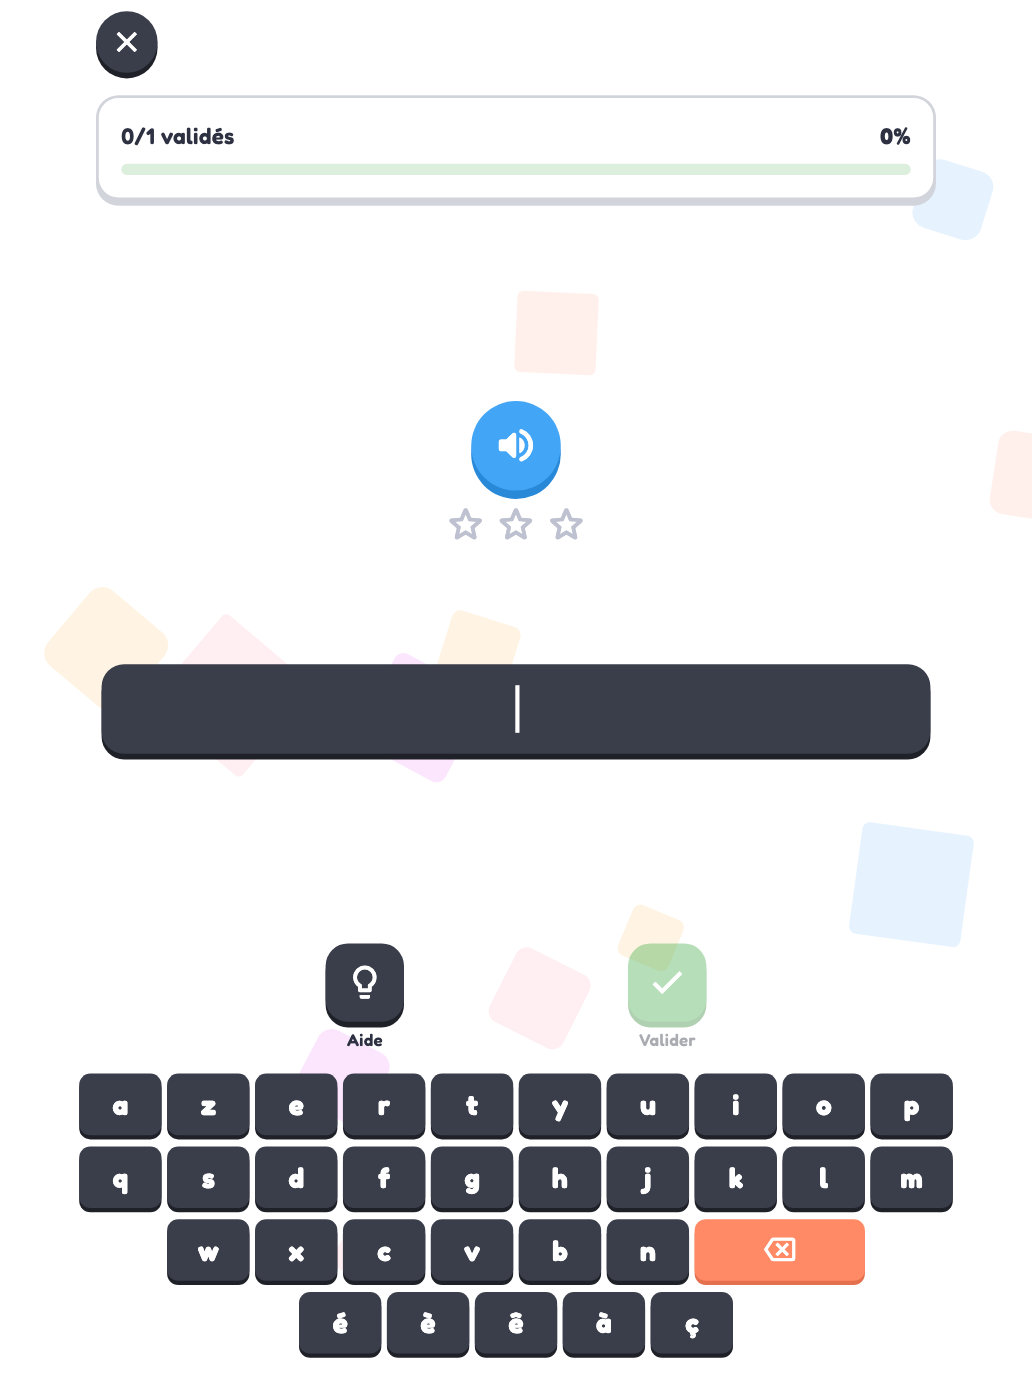 0/1 validés 0%
Aide Valider
a z e r t y u i o p
q s d f g h j k l m
w x c v b n
é è ê à ç